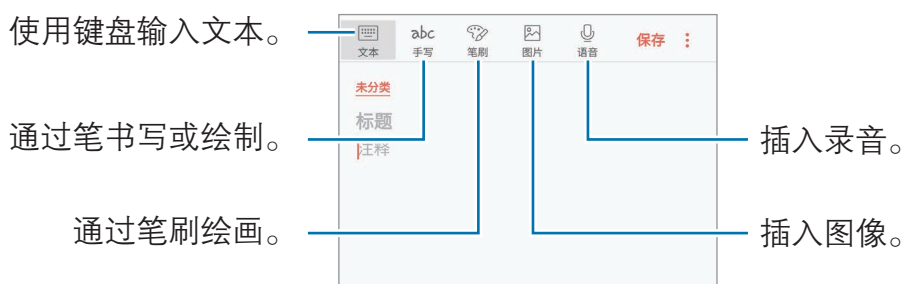 使用键盘输入文本。
通过笔书写或绘制。
通过笔刷绘画。
abc
文本 手写 笔刷 图片 语音 保存
未分类
标题
注释
插入录音。
插入图像。